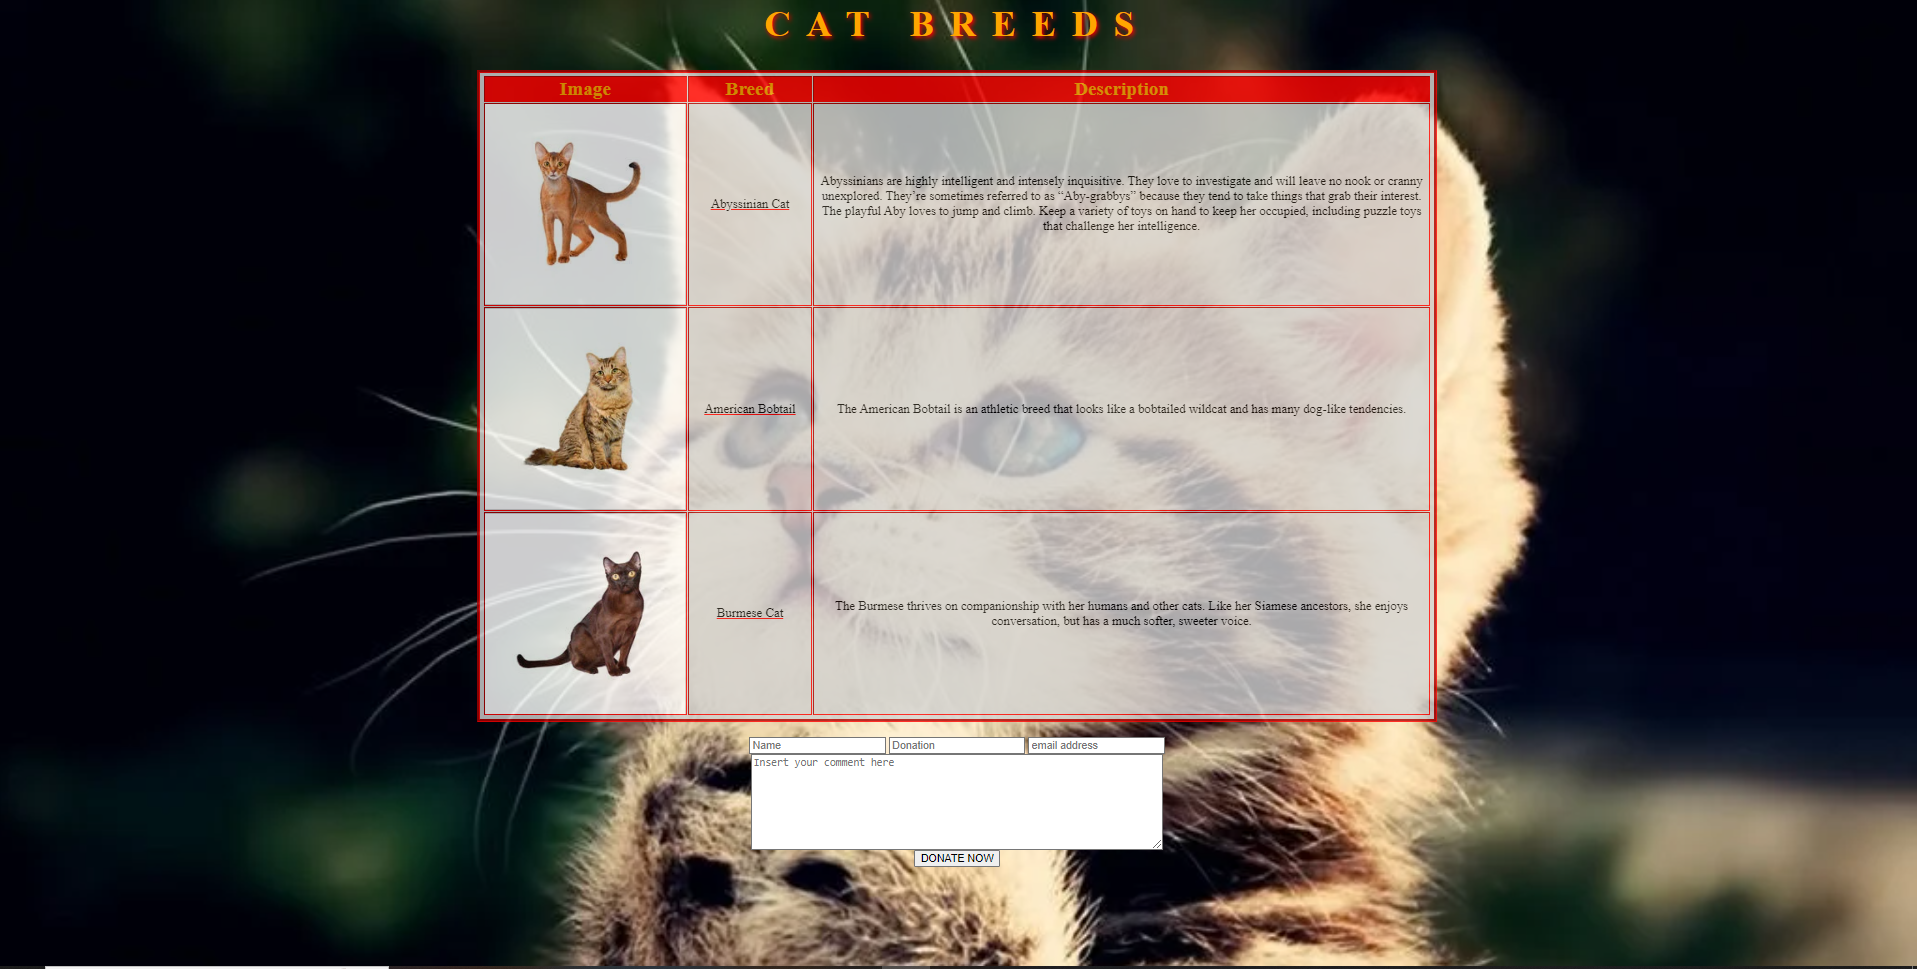 CAT BREEDS
Image Breed Description
Abyssinian Cat
Abyssinians are highly intelligent and intensely inquisitive. They love to investigate and will leave no nook or cranny
unexplored. They’re sometimes referred to as “Aby-grabbys” because they tend to take things that grab their interest.
The playful Aby loves to jump and climb. Keep a variety of toys on hand to keep her occupied, including puzzle toys
that challenge her intelligence.
American Bobtail
The American Bobtail is an athletic breed that looks like a bobtailed wildcat and has many dog-like tendencies.
Burmese Cat
The Burmese thrives on companionship with her humans and other cats. Like her Siamese ancestors, she enjoys
conversation, but has a much softer, sweeter voice.
Name Donation email address
Insert your comment here
DONATE NOW